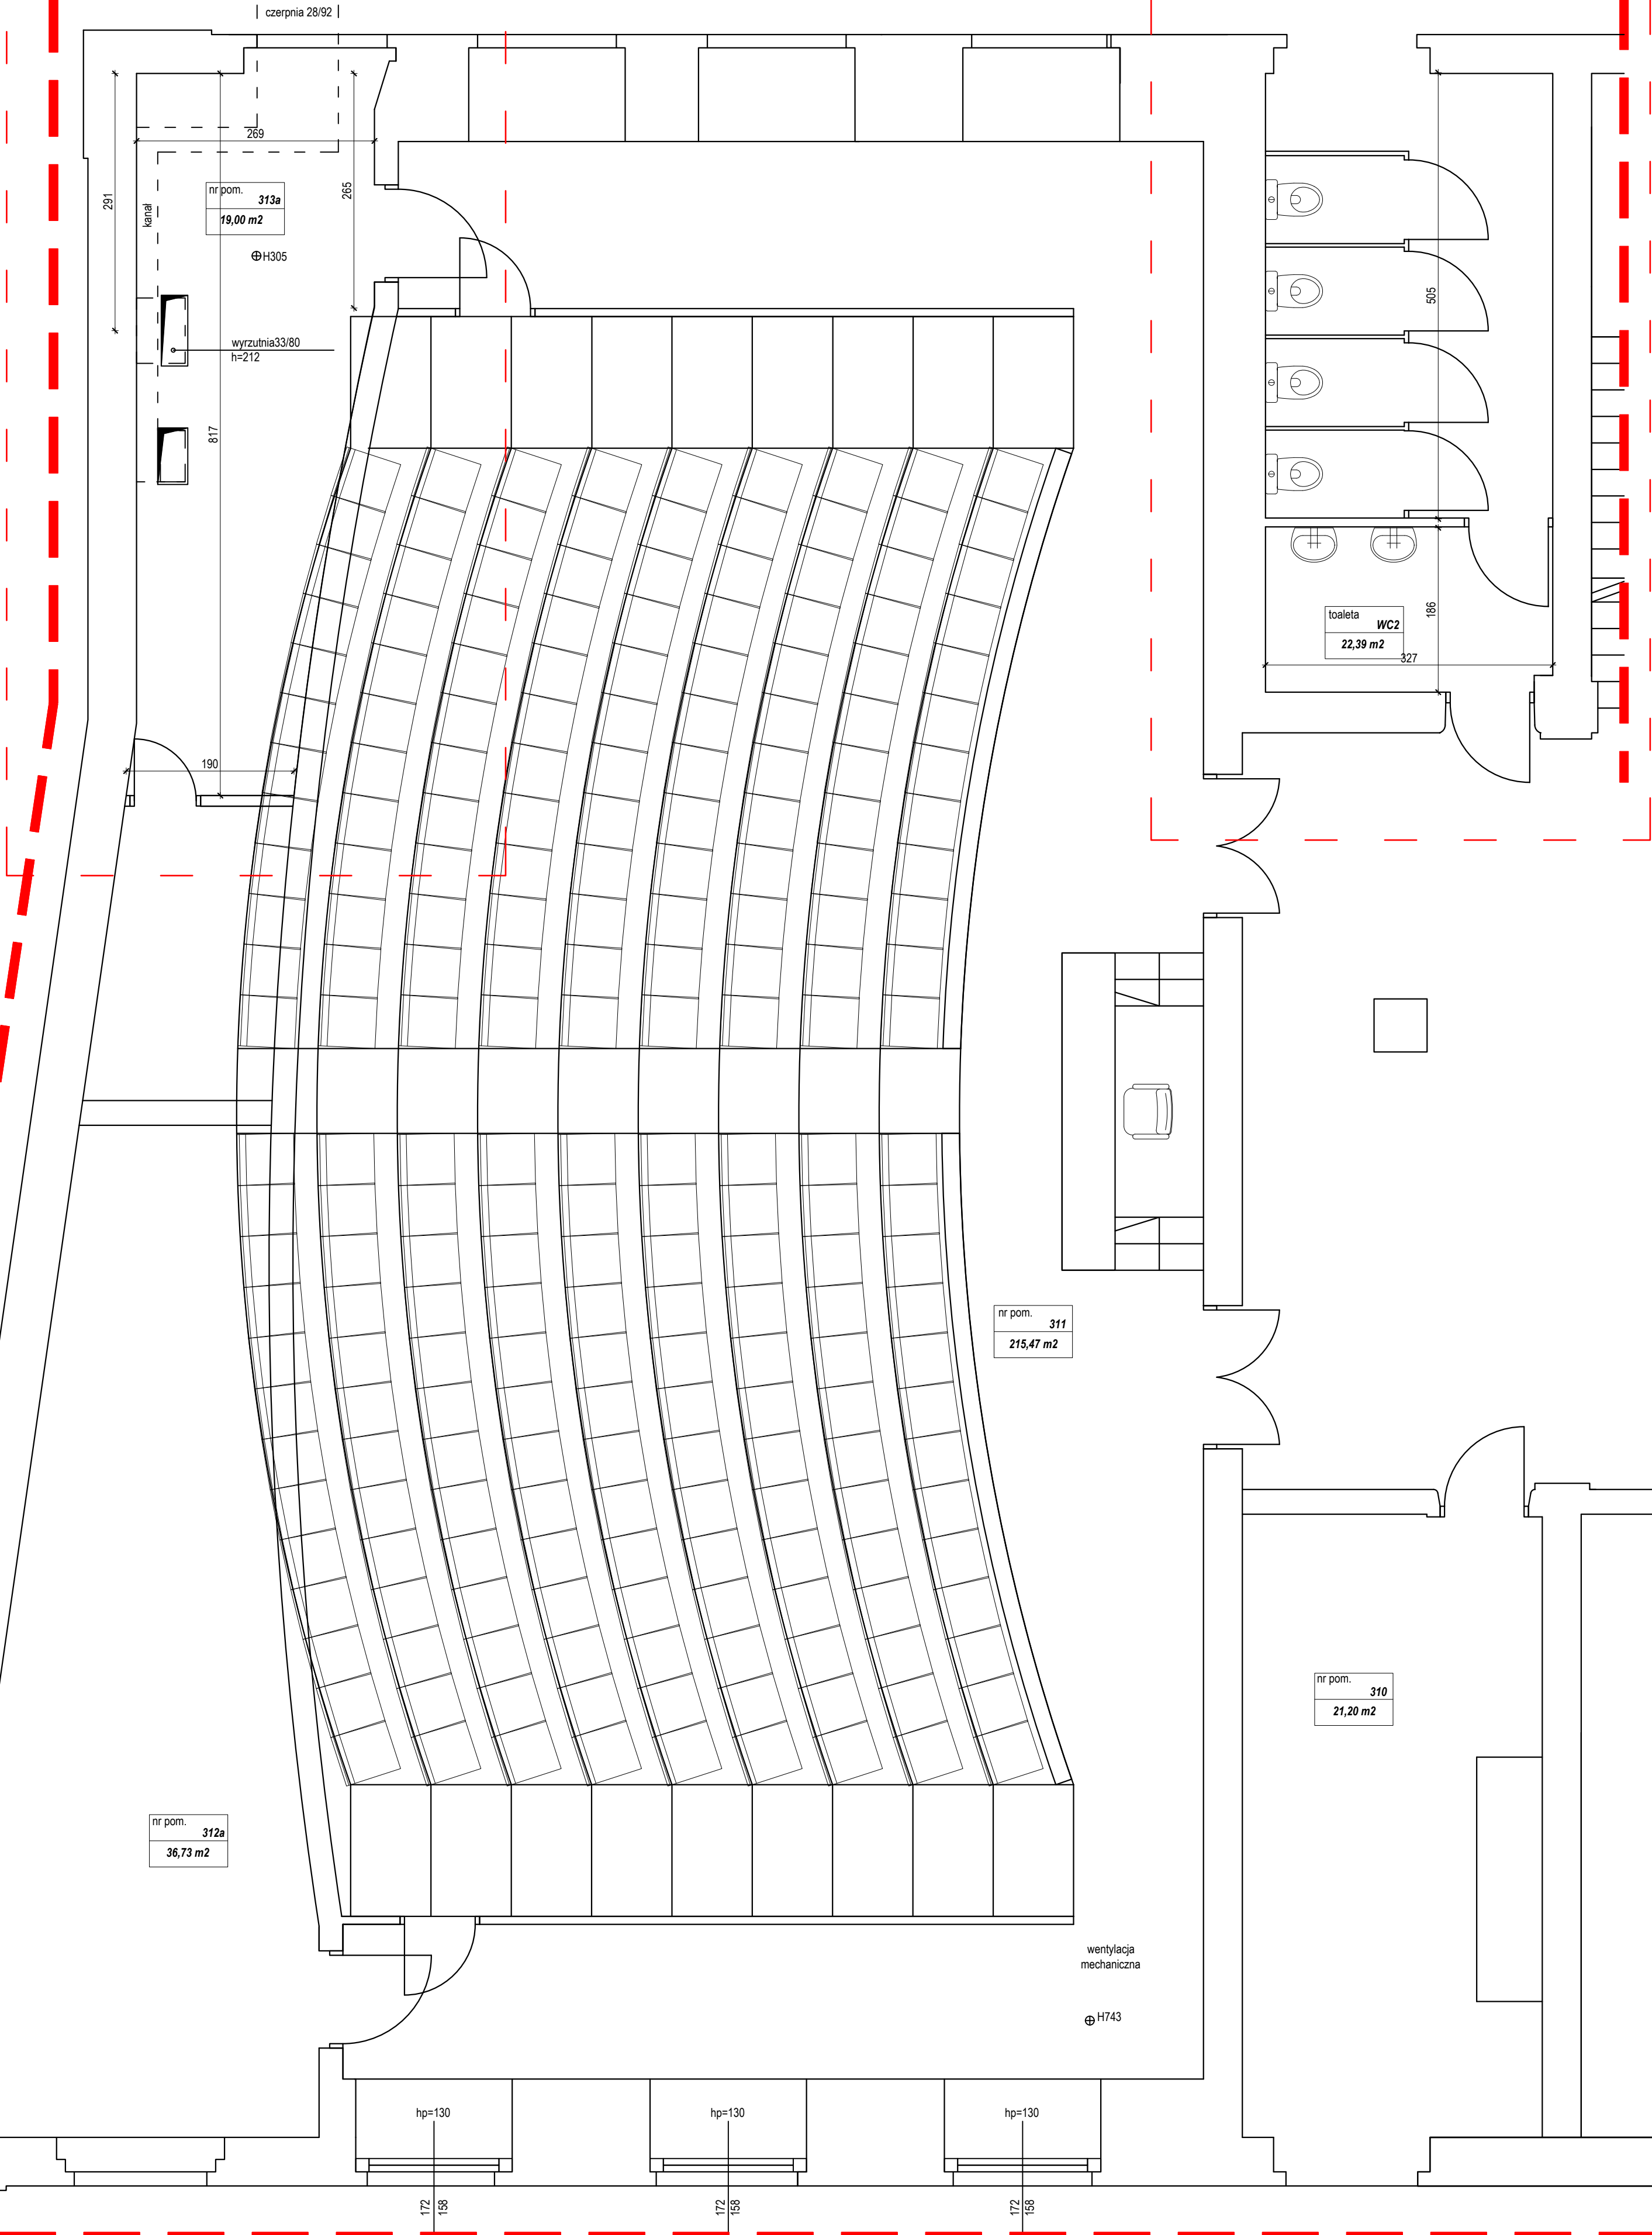 czerpnia 28/92
269
291
265
kanał
nr pom.
313a
19,00 m2
H305
505
wyrzutnia33/80
h=212
817
186
toaleta
WC2
22,39 m2
327
190
nr pom.
311
215,47 m2
nr pom.
310
21,20 m2
nr pom.
312a
36,73 m2
wentylacja
mechaniczna
H743
hp=130
hp=130
hp=130
172
158
172
158
172
158